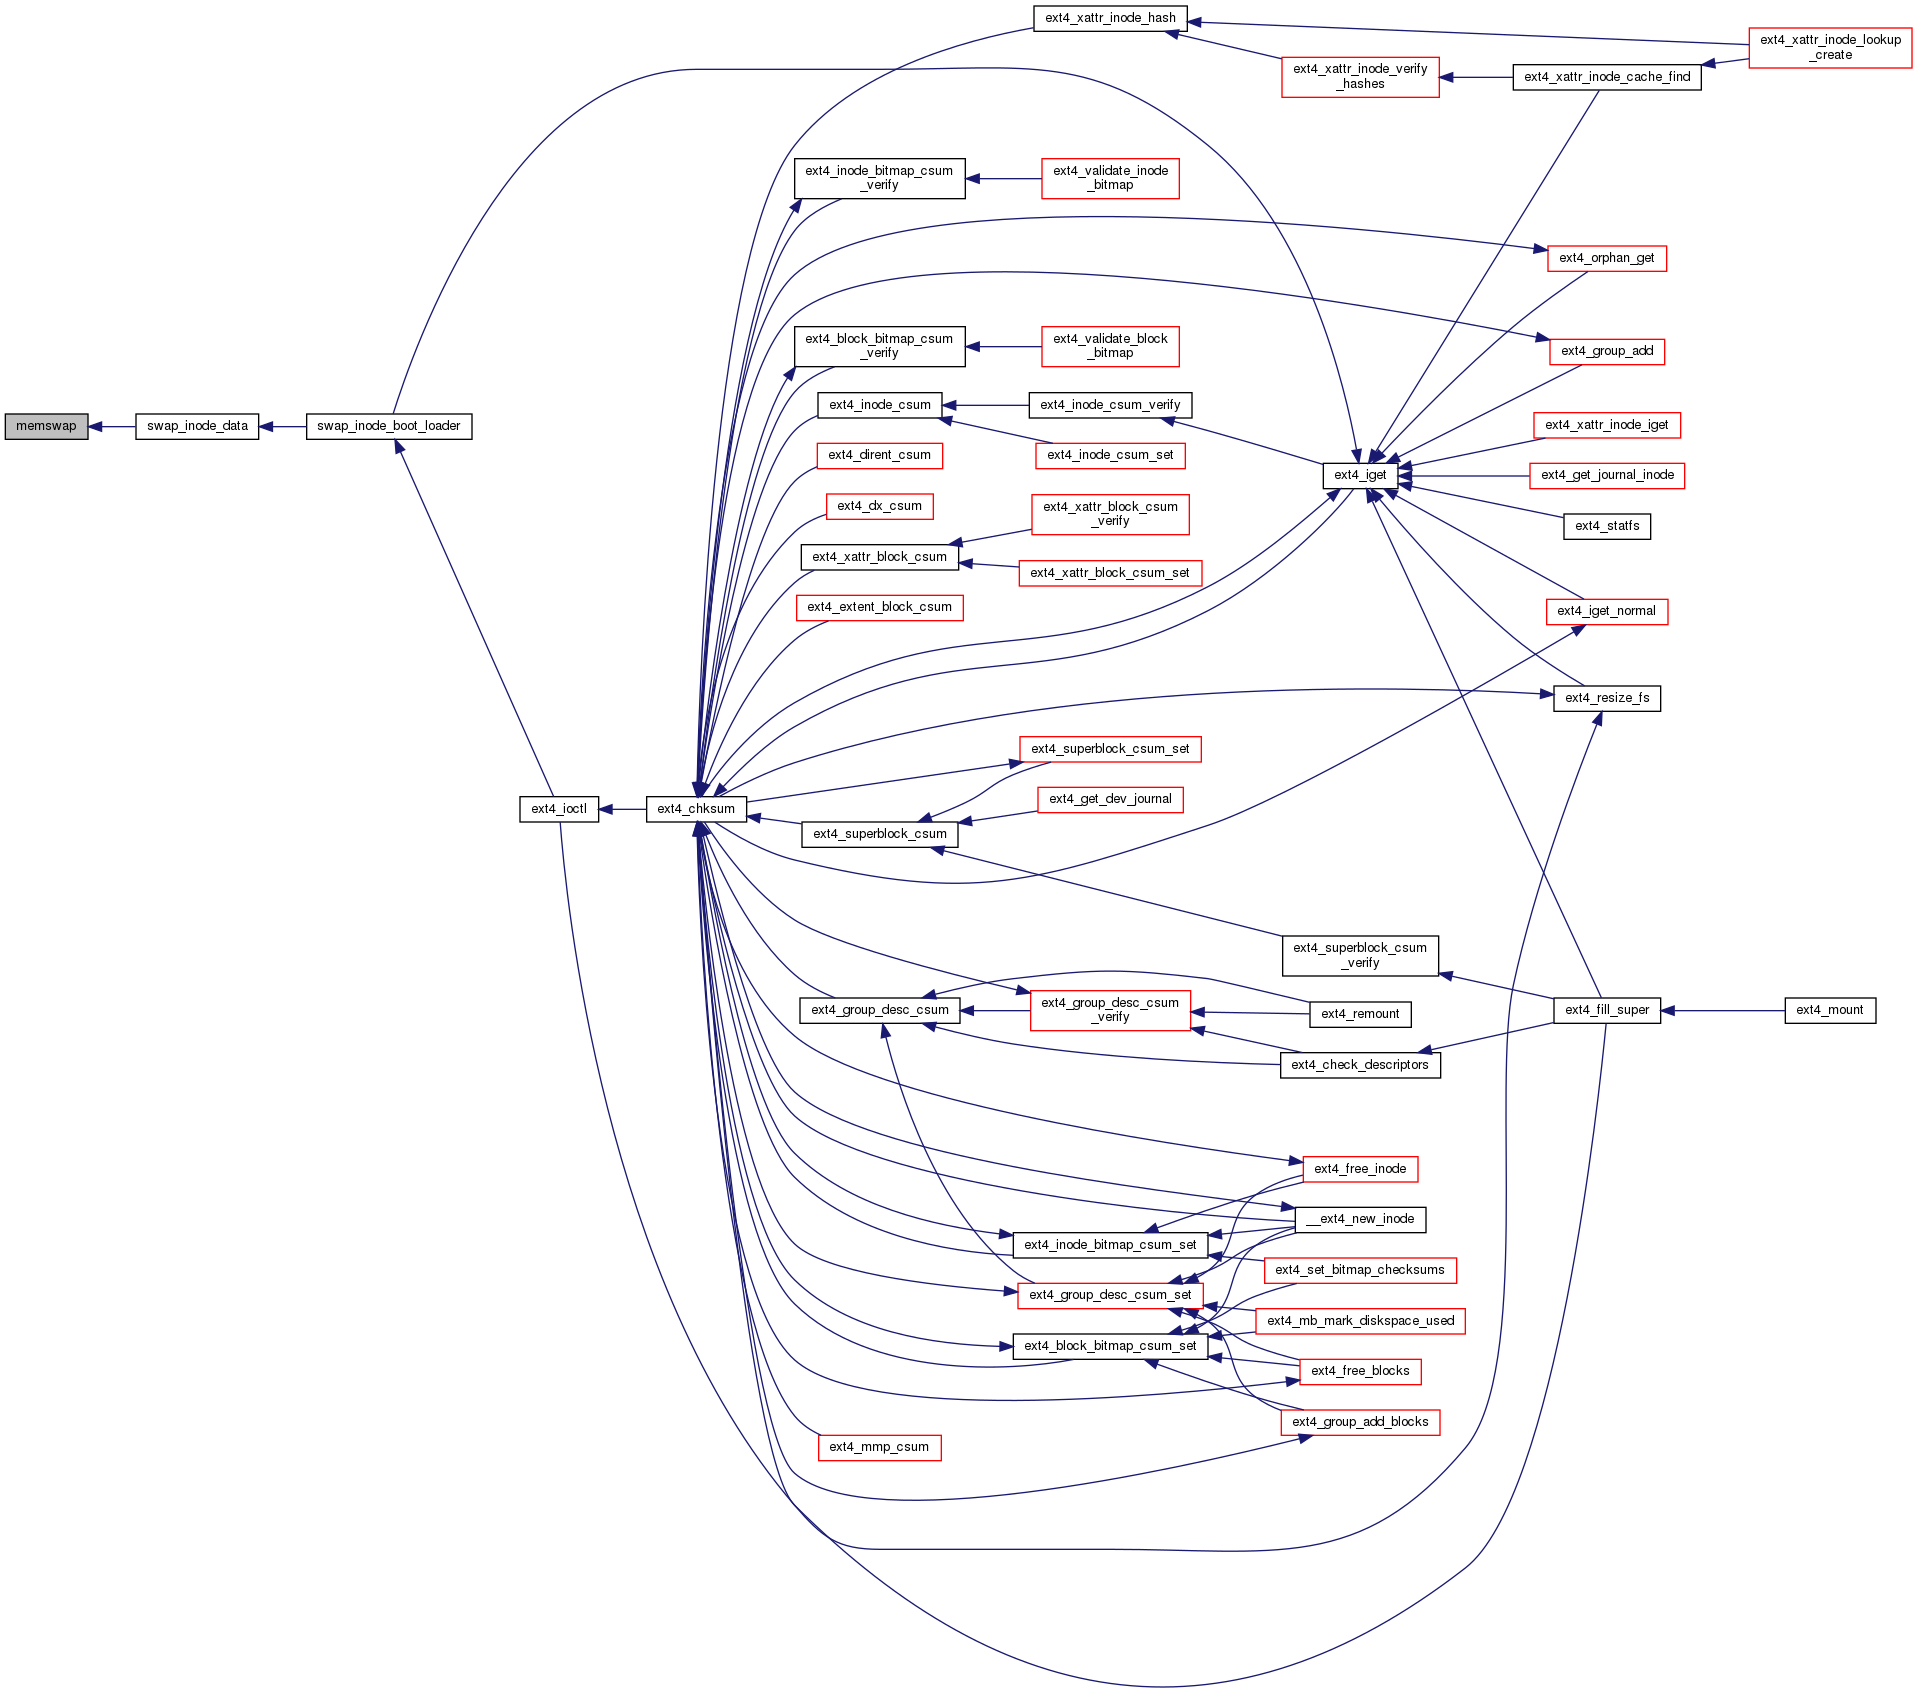 ext4_xattr_inode_hash
ext4_xattr_inode_lookup
_create
ext4_xattr_inode_verify
_hashes
ext4_xattr_inode_cache_find
ext4_inode_bitmap_csum
_verify
ext4_validate_inode
_bitmap
ext4_orphan_get
ext4_block_bitmap_csum
_verify
ext4_validate_block
_bitmap
ext4_group_add
ext4_inode_csum
ext4_inode_csum_verify
memswap
swap_inode_data
swap_inode_boot_loader
ext4_xattr_inode_iget
ext4_dirent_csum
ext4_inode_csum_set
ext4_iget
ext4_get_journal_inode
ext4_dx_csum
ext4_xattr_block_csum
_verify
ext4_statfs
ext4_xattr_block_csum
ext4_xattr_block_csum_set
ext4_extent_block_csum
ext4_iget_normal
ext4_resize_fs
ext4_superblock_csum_set
ext4_get_dev_journal
ext4_ioctl
ext4_chksum
ext4_superblock_csum
ext4_superblock_csum
_verify
ext4_group_desc_csum
ext4_group_desc_csum
_verify
ext4_remount
ext4_fill_super
ext4_mount
ext4_check_descriptors
ext4_free_inode
__ext4_new_inode
ext4_inode_bitmap_csum_set
ext4_set_bitmap_checksums
ext4_group_desc_csum_set
ext4_mb_mark_diskspace_used
ext4_block_bitmap_csum_set
ext4_free_blocks
ext4_group_add_blocks
ext4_mmp_csum